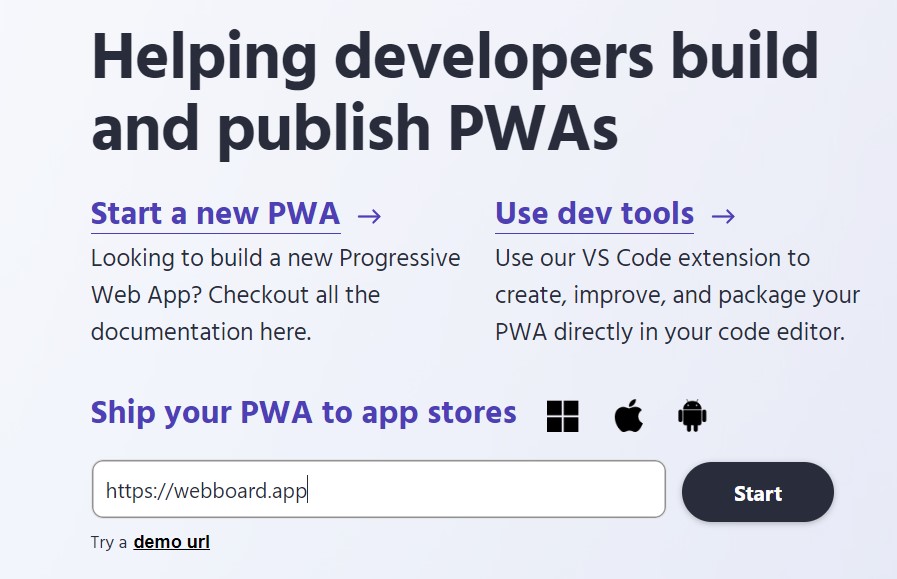 Helping developers build
and publish PWAs
Start a new PWA →
Looking to build a new Progressive
Web App? Checkout all the
documentation here.
Use dev tools →
Use our VS Code extension to
create, improve, and package your
PWA directly in your code editor.
Ship your PWA to app stores
https://webboard.app
Start
Try a demo url